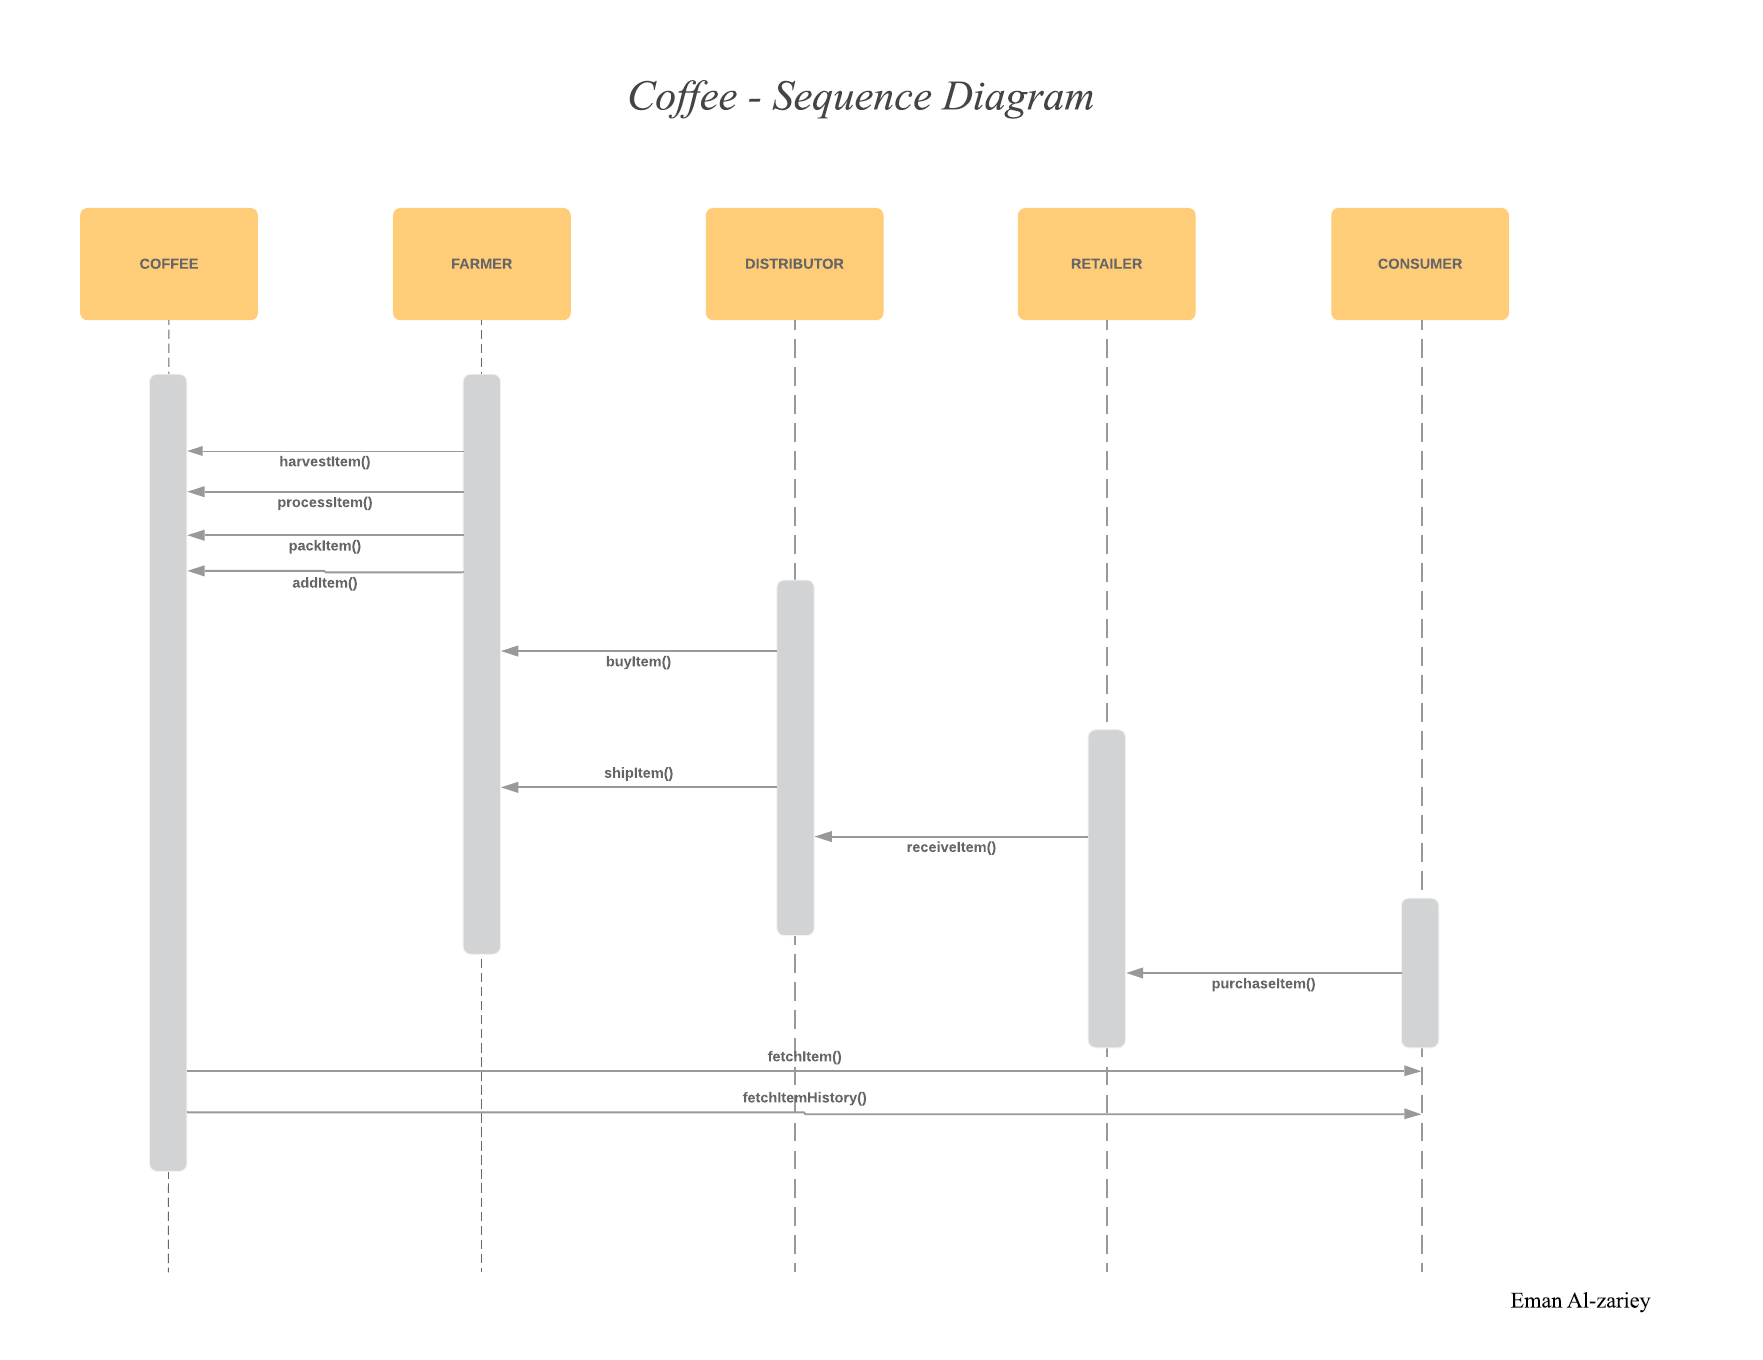 Coffee - Sequence Diagram
COFFEE
FARMER
DISTRIBUTOR
RETAILER
CONSUMER
harvestItem()
processItem()
packItem()
addItem()
buyItem()
shipItem()
receiveItem()
purchaseItem()
fetchItem()
fetchItemHistory()
Eman Al-zariey